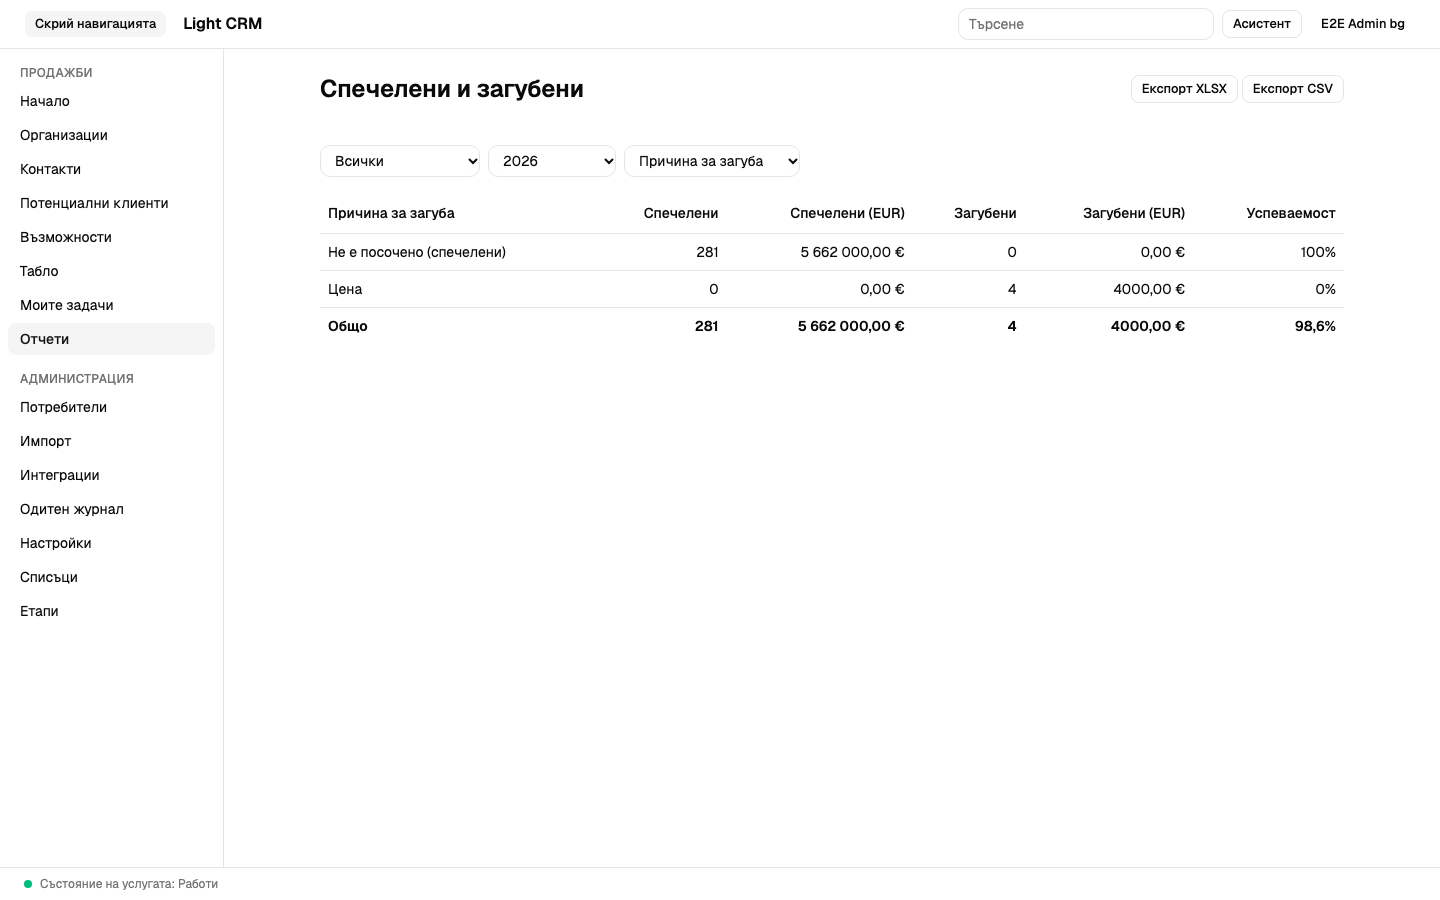 Скрий навигацията
Light CRM
Търсене
Асистент
E2E Admin bg
ПРОДАЖБИ
Начало
Организации
Контакти
Потенциални клиенти
Възможности
Табло
Моите задачи
Отчети
АДМИНИСТРАЦИЯ
Потребители
Импорт
Интеграции
Одитен журнал
Настройки
Списъци
Етапи
Спечелени и загубени
Експорт XLSX
Експорт CSV
Всички
2026
Причина за загуба
Причина за загуба Спечелени Спечелени (EUR) Загубени Загубени (EUR) Успеваемост
Не е посочено (спечелени) 281 5 662 000,00 € 0 0,00 € 100%
Цена 0 0,00 € 4 4000,00 € 0%
Общо 281 5 662 000,00 € 4 4000,00 € 98,6%
Състояние на услугата: Работи